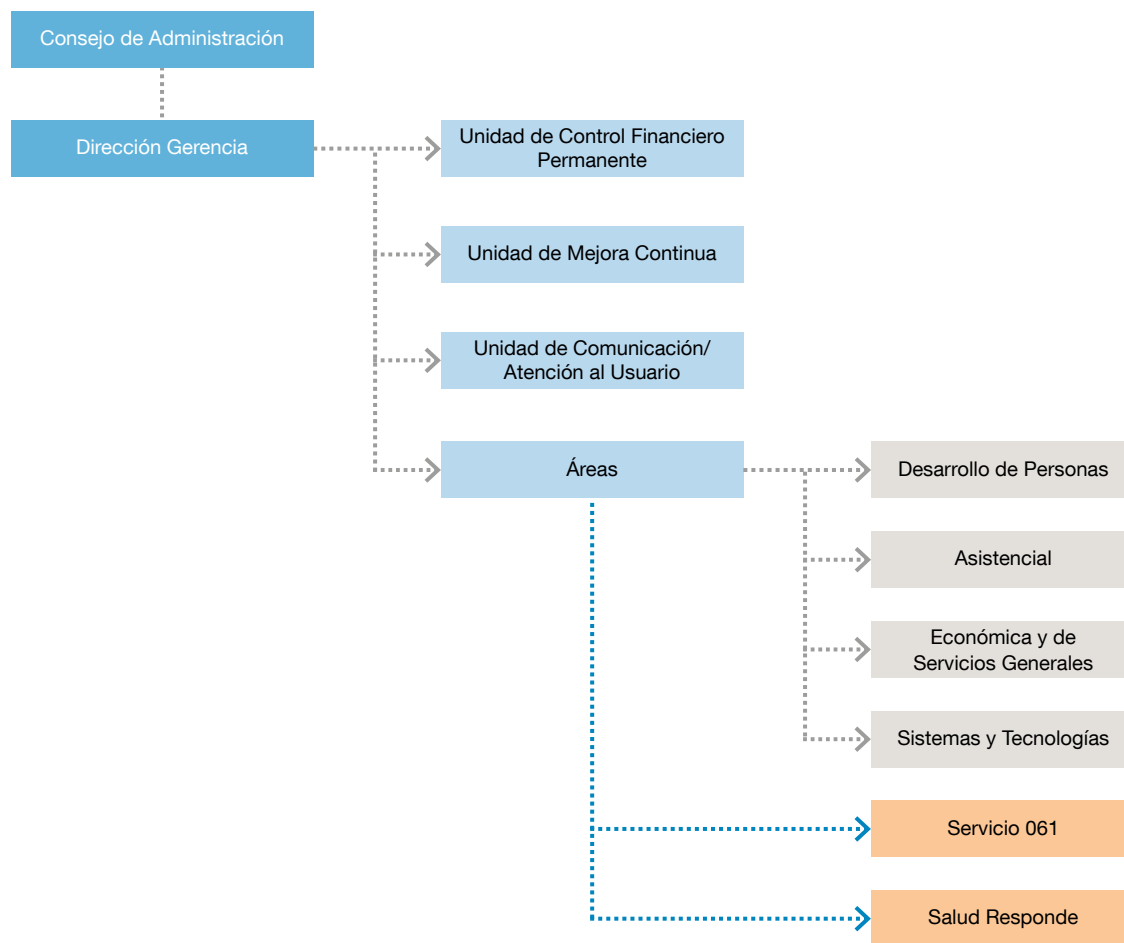 Consejo de Administración
Dirección Gerencia
Unidad de Control Financiero
Permanente
Unidad de Mejora Continua
Unidad de Comunicación/
Atención al Usuario
Áreas
Desarrollo de Personas
Asistencial
Económica y de
Servicios Generales
Sistemas y Tecnologías
Servicio 061
Salud Responde